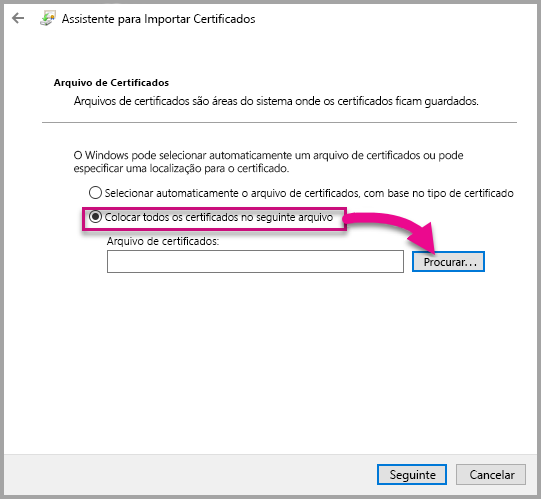 Assistente para Importar Certificados
Arquivo de Certificados
Arquivos de certificados são áreas do sistema onde os certificados ficam guardados.
O Windows pode selecionar automaticamente um arquivo de certificados ou pode
especificar uma localização para o certificado.
Selecionar automaticamente o arquivo de certificados, com base no tipo de certificado
Colocar todos os certificados no seguinte arquivo
Arquivo de certificados:
Procurar...
Seguinte
Cancelar